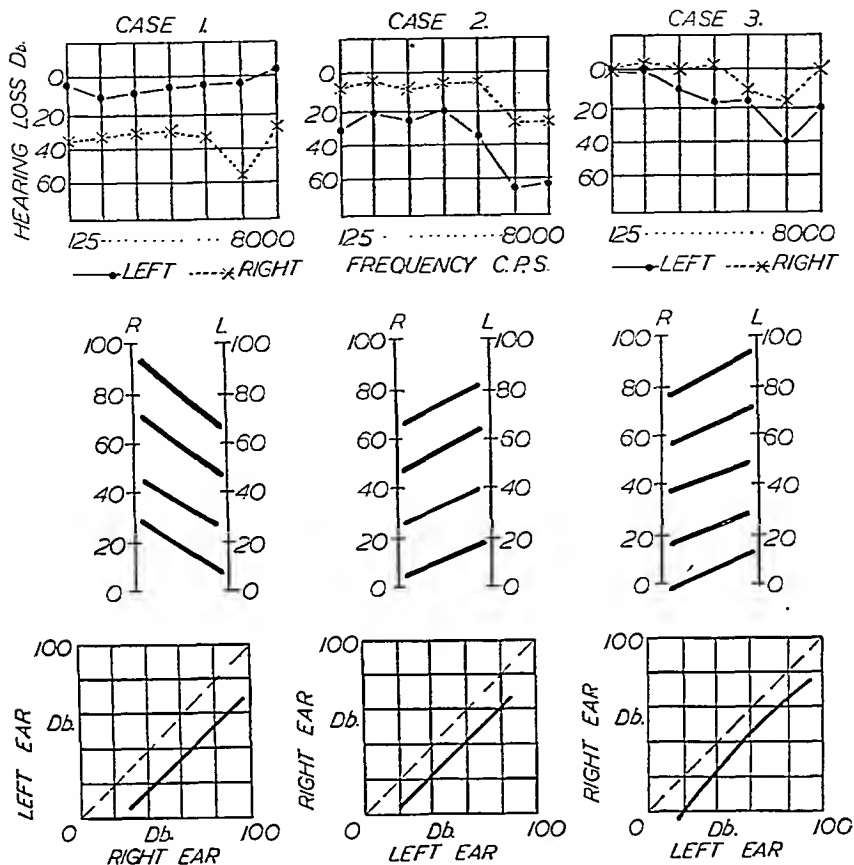 CASE 1. CASE 2. CASE 3.
HEARING LOSS Db.
0 0 0
20 20 20
40 40 40
60 60 60
125 8000 125 8000 125 8000
LEFT RIGHT FREQUENCY C.P.S. LEFT RIGHT
R L R L R L
100 100 100 100 100 100
80 80 80 80 80 80
60 60 60 60 60 60
40 40 40 40 40 40
20 20 20 20 20 20
0 0 0 0 0 0
100 100 100
LEFT EAR Db. RIGHT EAR Db. RIGHT EAR Db.
0 Db. 100 0 Db. 100 0 Db. 100
RIGHT EAR LEFT EAR LEFT EAR